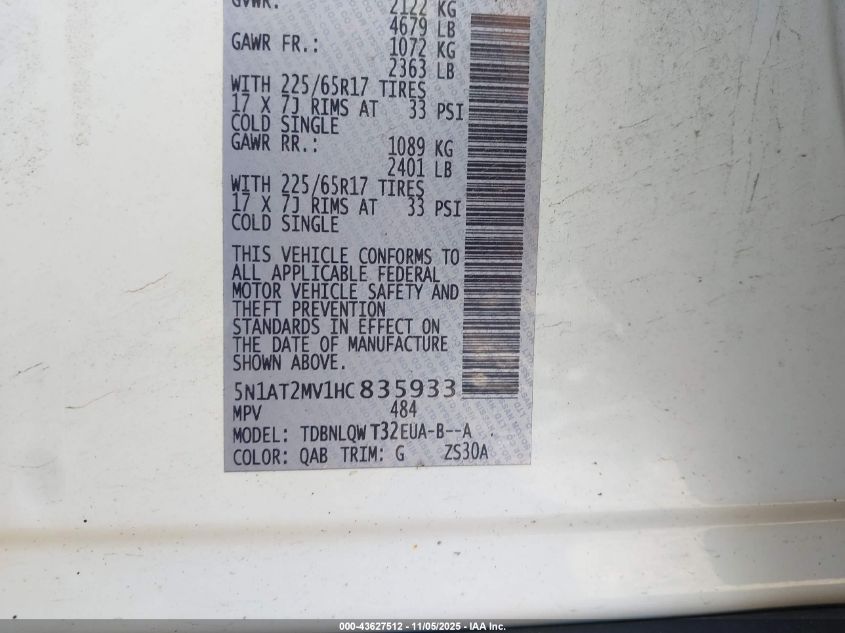 GVWR: 2122 KG
4679 LB
GAWR FR.: 1072 KG
2363 LB
WITH 225/65R17 TIRES
17 X 7J RIMS AT 33 PSI
COLD SINGLE
GAWR RR.: 1089 KG
2401 LB
WITH 225/65R17 TIRES
17 X 7J RIMS AT 33 PSI
COLD SINGLE
THIS VEHICLE CONFORMS TO
ALL APPLICABLE FEDERAL
MOTOR VEHICLE SAFETY AND
THEFT PREVENTION
STANDARDS IN EFFECT ON
THE DATE OF MANUFACTURE
SHOWN ABOVE.
5N1AT2MV1HC835933
MPV 484
MODEL: TDBNLQWT32EUA-B--A
COLOR: QAB TRIM: G ZS30A
000-43627512 - 11/05/2025 - IAA Inc.